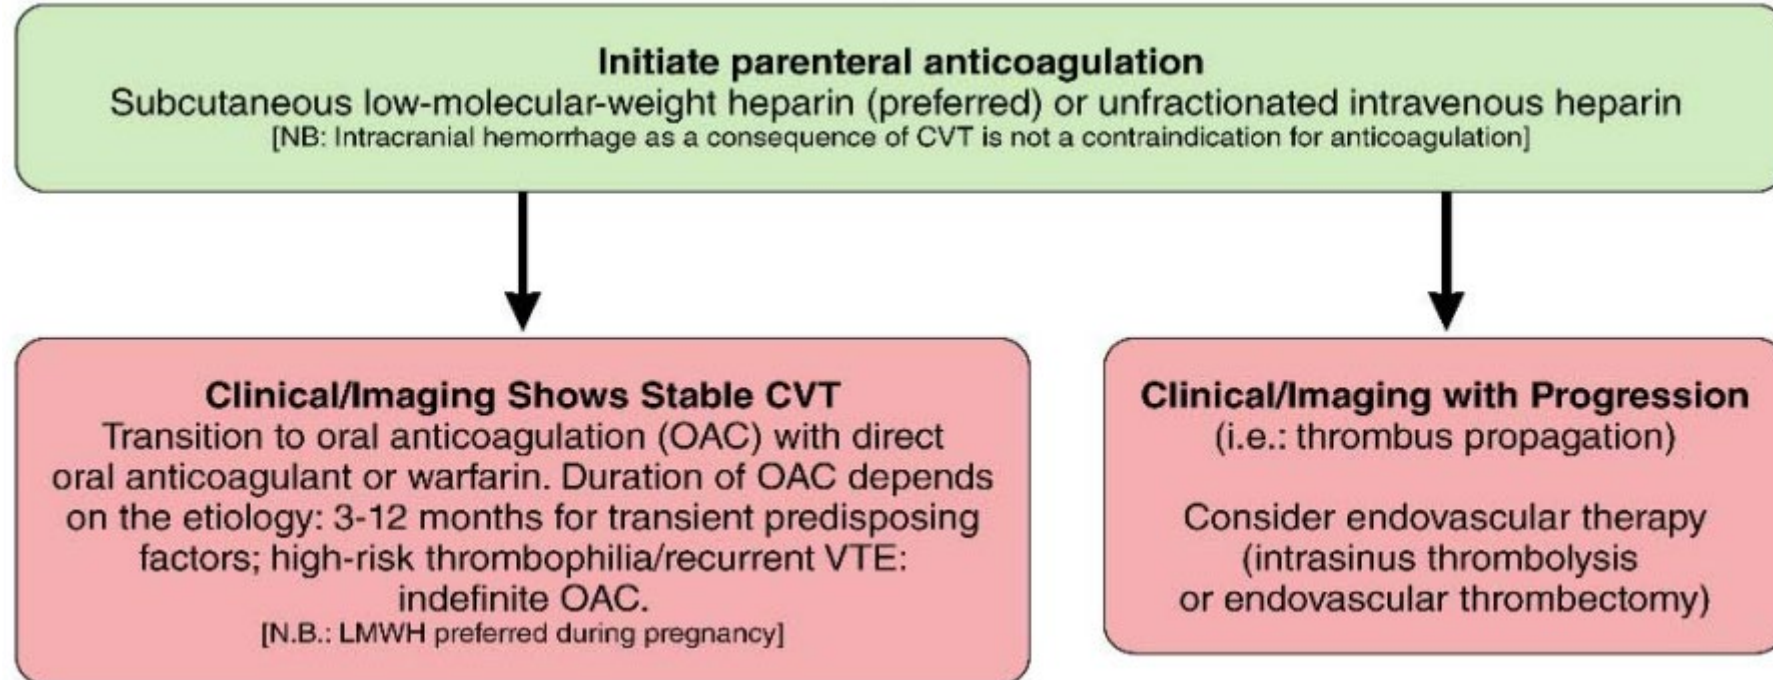 Initiate parenteral anticoagulation
Subcutaneous low-molecular-weight heparin (preferred) or unfractionated intravenous heparin
[NB: Intracranial hemorrhage as a consequence of CVT is not a contraindication for anticoagulation]
Clinical/Imaging Shows Stable CVT
Transition to oral anticoagulation (OAC) with direct
oral anticoagulant or warfarin. Duration of OAC depends
on the etiology: 3-12 months for transient predisposing
factors; high-risk thrombophilia/recurrent VTE:
indefinite OAC.
[N.B.: LMWH preferred during pregnancy]
Clinical/Imaging with Progression
(i.e.: thrombus propagation)
Consider endovascular therapy
(intrasinus thrombolysis
or endovascular thrombectomy)